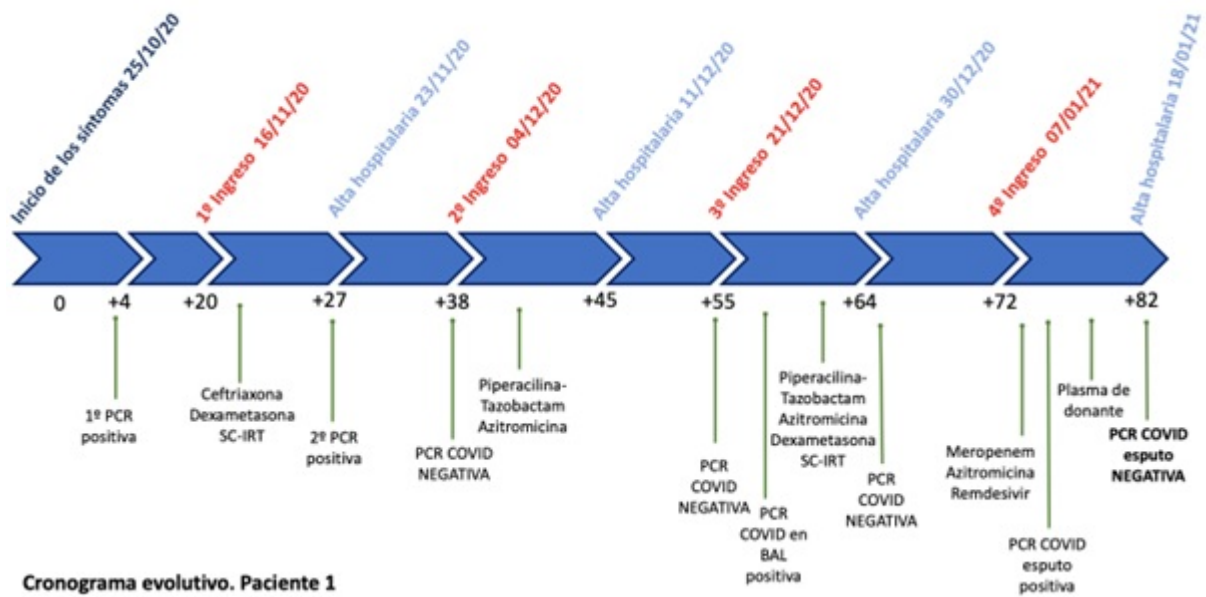 Inicio de los síntomas 25/10/20
1º Ingreso 16/11/20
Alta hospitalaria 23/11/20
2º Ingreso 04/12/20
Alta hospitalaria 11/12/20
3º Ingreso 21/12/20
Alta hospitalaria 30/12/20
4º Ingreso 07/01/21
Alta hospitalaria 18/01/21
0
+4
+20
+27
+38
+45
+55
+64
+72
+82
1º PCR
positiva
Ceftriaxona
Dexametasona
SC-IRT
2º PCR
positiva
PCR COVID
NEGATIVA
Piperacilina-
Tazobactam
Azitromicina
PCR
COVID
NEGATIVA
PCR
COVID en
BAL
positiva
Piperacilina-
Tazobactam
Azitromicina
Dexametasona
SC-IRT
PCR
COVID
NEGATIVA
Meropenem
Azitromicina
Remdesivir
PCR COVID
esputo
positiva
Plasma de
donante
PCR COVID
esputo
NEGATIVA
Cronograma evolutivo. Paciente 1